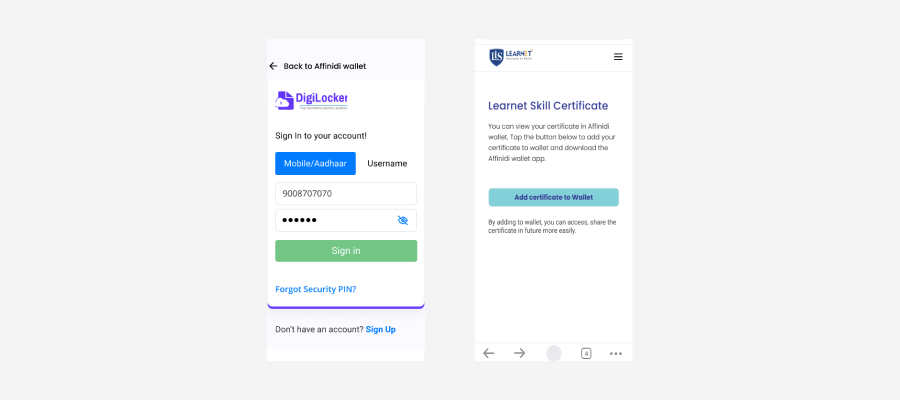 Back to Affinidi wallet
DigiLocker
Sign In to your account!
Mobile/Aadhaar
Username
9008707070
••••••
Sign in
Forgot Security PIN?
Don't have an account? Sign Up
LIS
LEARNET
Learnet Skill Certificate
You can view your certificate in Affinidi
wallet. Tap the button below to add your
certificate to wallet and download the
Affinidi wallet app.
Add certificate to Wallet
By adding to wallet, you can access, share the
certificate in future more easily.
4